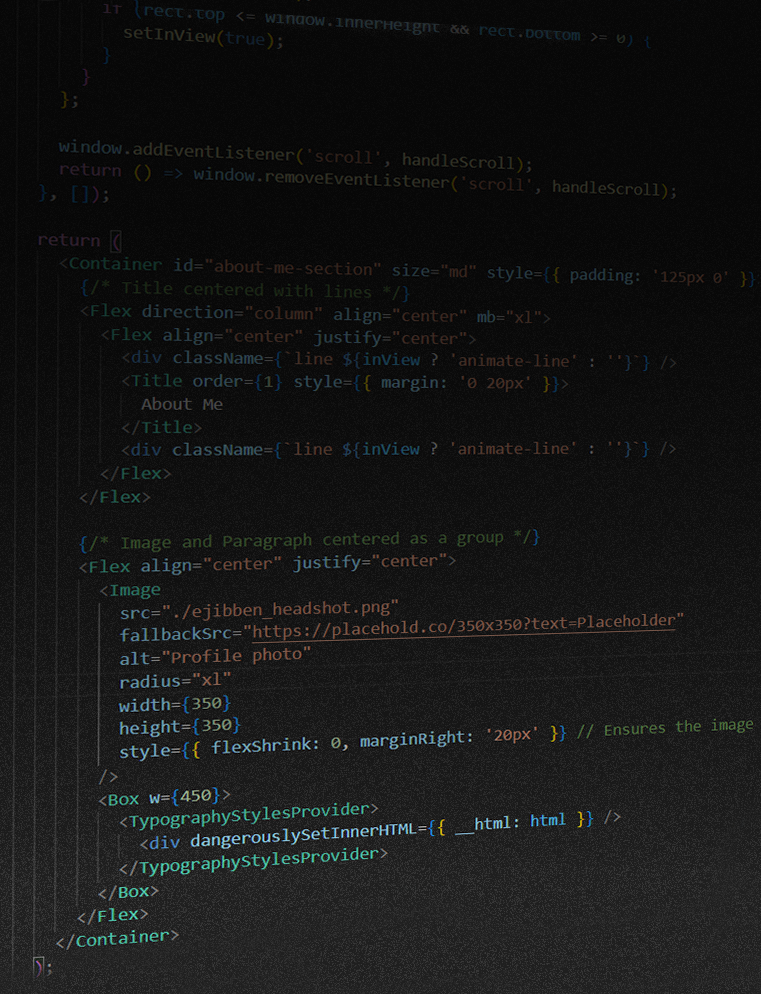 if (rect.top <= window.innerHeight && rect.bottom >= 0) {
setInView(true);
}
}
};
window.addEventListener('scroll', handleScroll);
return () => window.removeEventListener('scroll', handleScroll);
}, []);
return (
<Container id="about-me-section" size="md" style={{ padding: '125px 0' }}
{/* Title centered with lines */}
<Flex direction="column" align="center" mb="xl">
<Flex align="center" justify="center">
<div className={`line ${inView ? 'animate-line' : ''}`} />
<Title order={1} style={{ margin: '0 20px' }}>
About Me
</Title>
<div className={`line ${inView ? 'animate-line' : ''}`} />
</Flex>
</Flex>
{/* Image and Paragraph centered as a group */}
<Flex align="center" justify="center">
<Image
src="./ejibben_headshot.png"
fallbackSrc="https://placehold.co/350x350?text=Placeholder"
alt="Profile photo"
radius="xl"
width={350}
height={350}
style={{ flexShrink: 0, marginRight: '20px' }} // Ensures the image
/>
<Box w={450}>
<TypographyStylesProvider>
<div dangerouslySetInnerHTML={{ __html: html }} />
</TypographyStylesProvider>
</Box>
</Flex>
</Container>
);